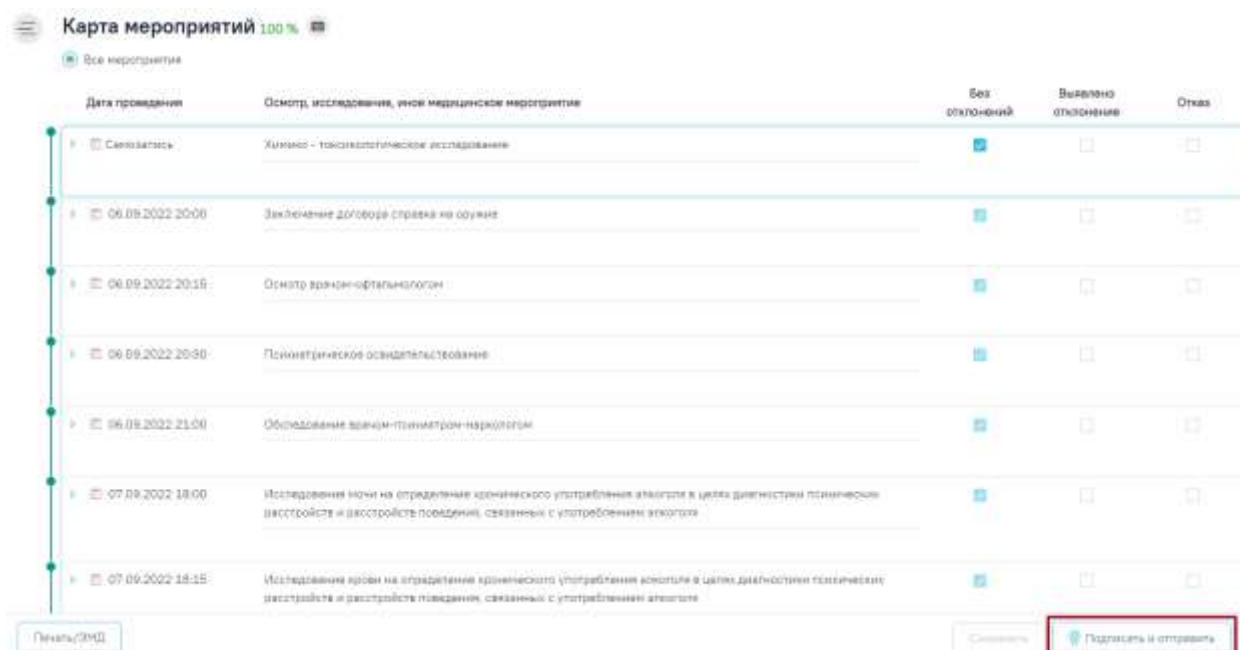 Карта мероприятий 100 %
Все мероприятия
Дата проведения Осмотр, исследование, иное медицинское мероприятие Без отклонений Выявлено отклонение Отказ
Самозапись Химико - токсикологическое исследование
06.09.2022 20:00 Заключение договора справка на оружие
06.09.2022 20:15 Осмотр врачом-офтальмологом
06.09.2022 20:30 Психиатрическое освидетельствование
06.09.2022 21:00 Обследование врачом-психиатром-наркологом
07.09.2022 18:00 Исследование мочи на определение хронического употребления алкоголя в целях диагностики психических
расстройств и расстройств поведения, связанных с употреблением алкоголя
07.09.2022 18:15 Исследование крови на определение хронического употребления алкоголя в целях диагностики психических
расстройств и расстройств поведения, связанных с употреблением алкоголя
Печать/ЭМД Сохранить Подписать и отправить